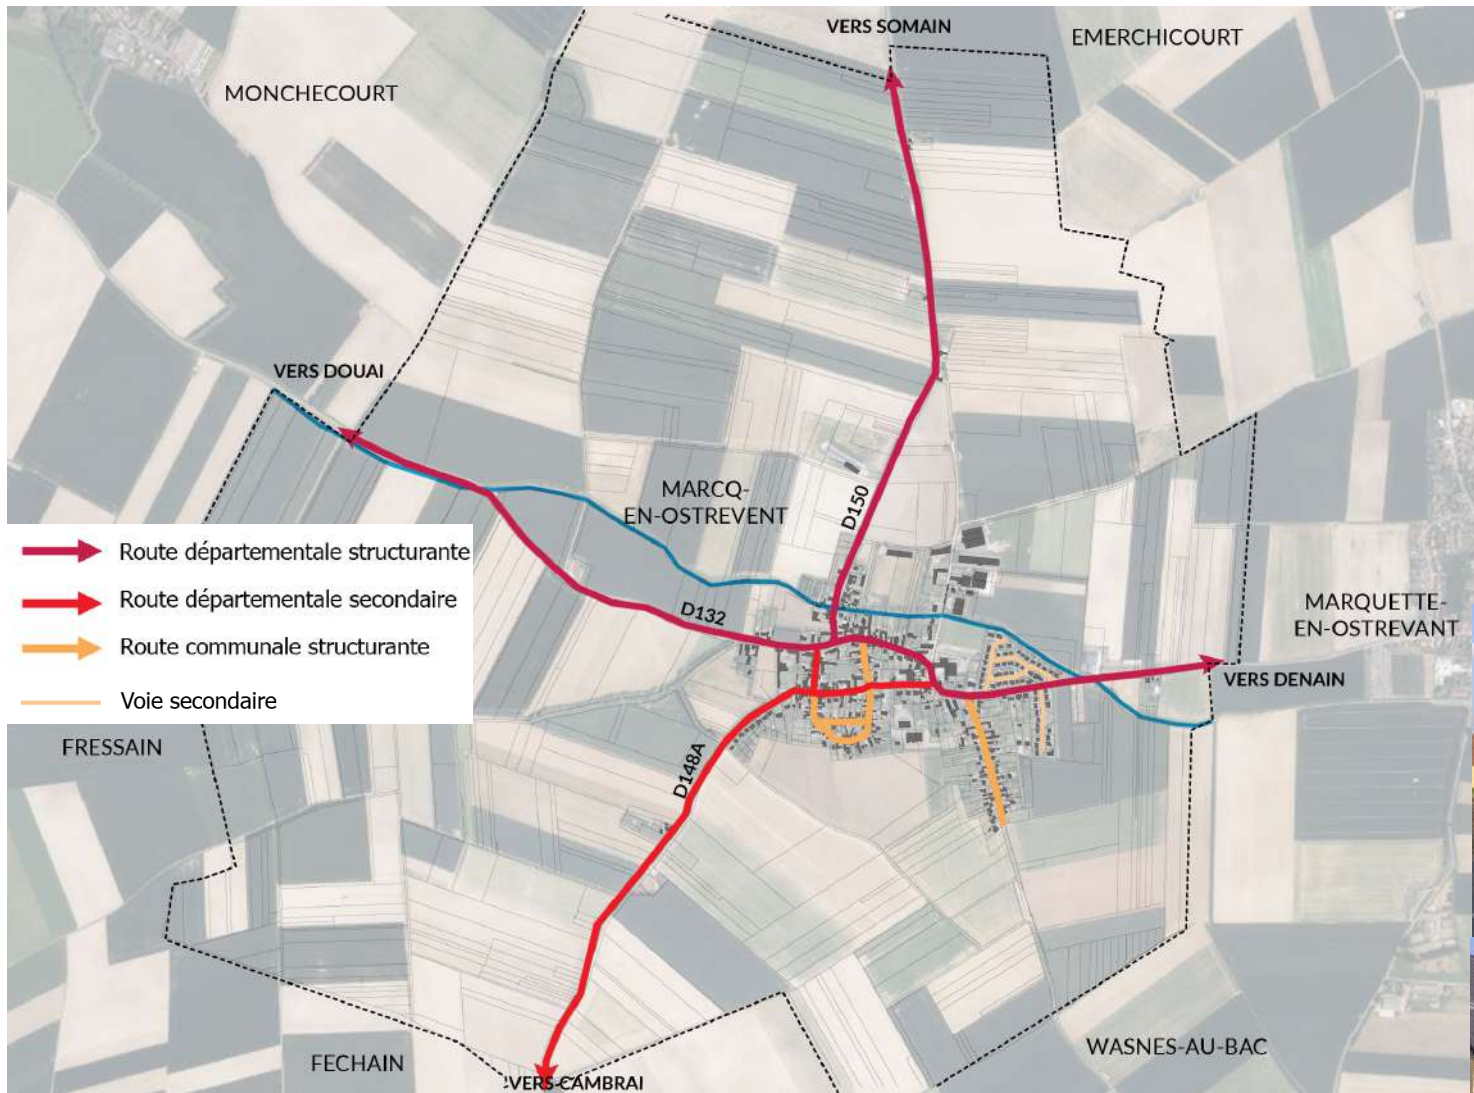 VERS SOMAIN
EMERCHICOURT
MONCHECOURT
VERS DOUAI
MARCQ-
EN-OSTREVENT
D150
Route départementale structurante
Route départementale secondaire
Route communale structurante
Voie secondaire
D132
MARQUETTE-
EN-OSTREVANT
VERS DENAIN
FRESSAIN
D148A
FECHAIN
VERS CAMBRAI
WASNES-AU-BAC